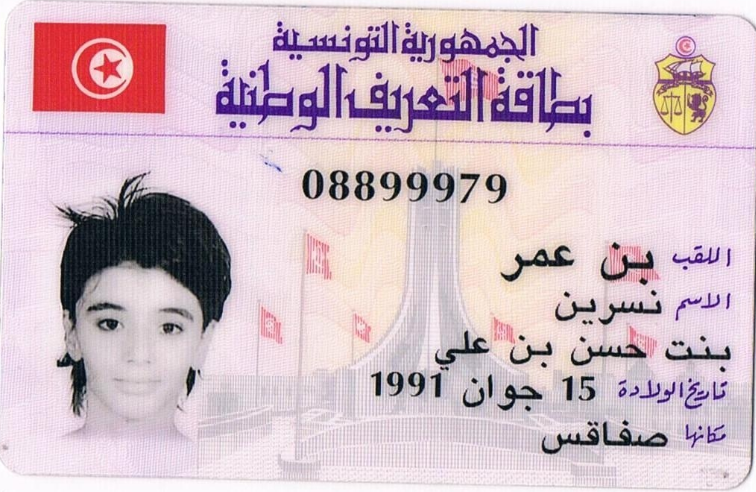 الجمهورية التونسية
بطاقة التعريف الوطنية
08899979
اللقب بن عمر
الاسم نسرين
بنت حسن بن علي
تاريخ الولادة 15 جوان 1991
مكانها صفاقس